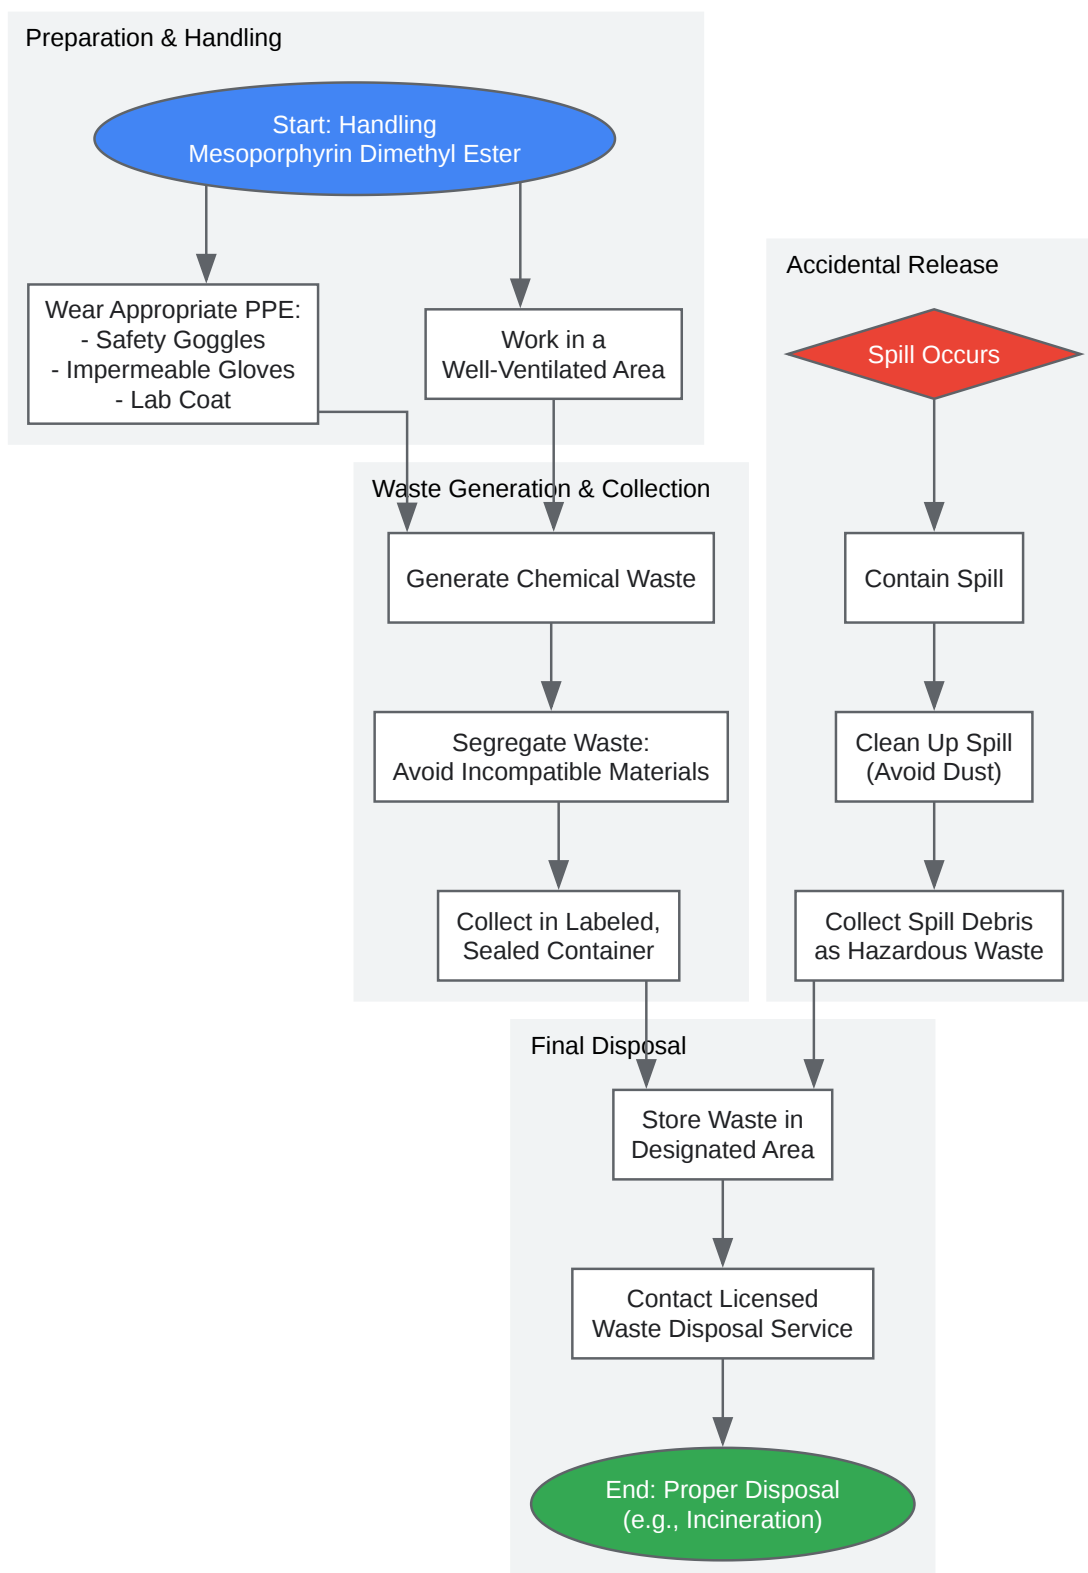 Preparation & Handling
Start: Handling
Mesoporphyrin Dimethyl Ester
Wear Appropriate PPE:
- Safety Goggles
- Impermeable Gloves
- Lab Coat
Work in a
Well-Ventilated Area
Accidental Release
Spill Occurs
Waste Generation & Collection
Generate Chemical Waste
Contain Spill
Segregate Waste:
Avoid Incompatible Materials
Clean Up Spill
(Avoid Dust)
Collect in Labeled,
Sealed Container
Collect Spill Debris
as Hazardous Waste
Final Disposal
Store Waste in
Designated Area
Contact Licensed
Waste Disposal Service
End: Proper Disposal
(e.g., Incineration)